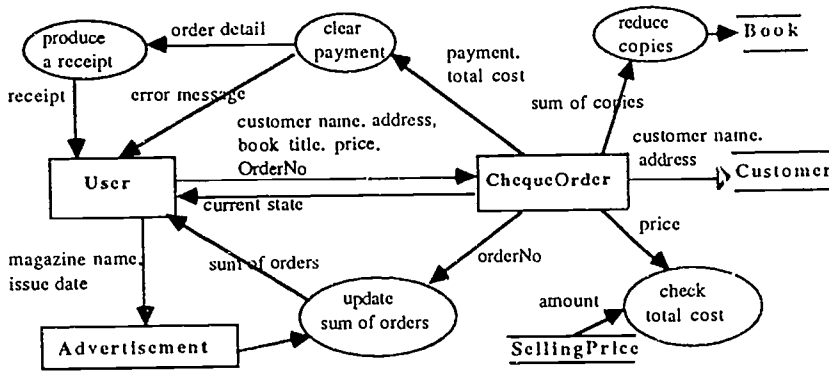 produce
a receipt
order detail
clear
payment
reduce
copies
Book
payment.
total cost
receipt
error message
sum of copies
customer name. address,
book title. price.
OrderNo
customer name.
address
User
ChequeOrder
Customer
current state
price
magazine name.
issue date
sum of orders
orderNo
update
sum of orders
amount
check
total cost
Advertisement
SellingPrice